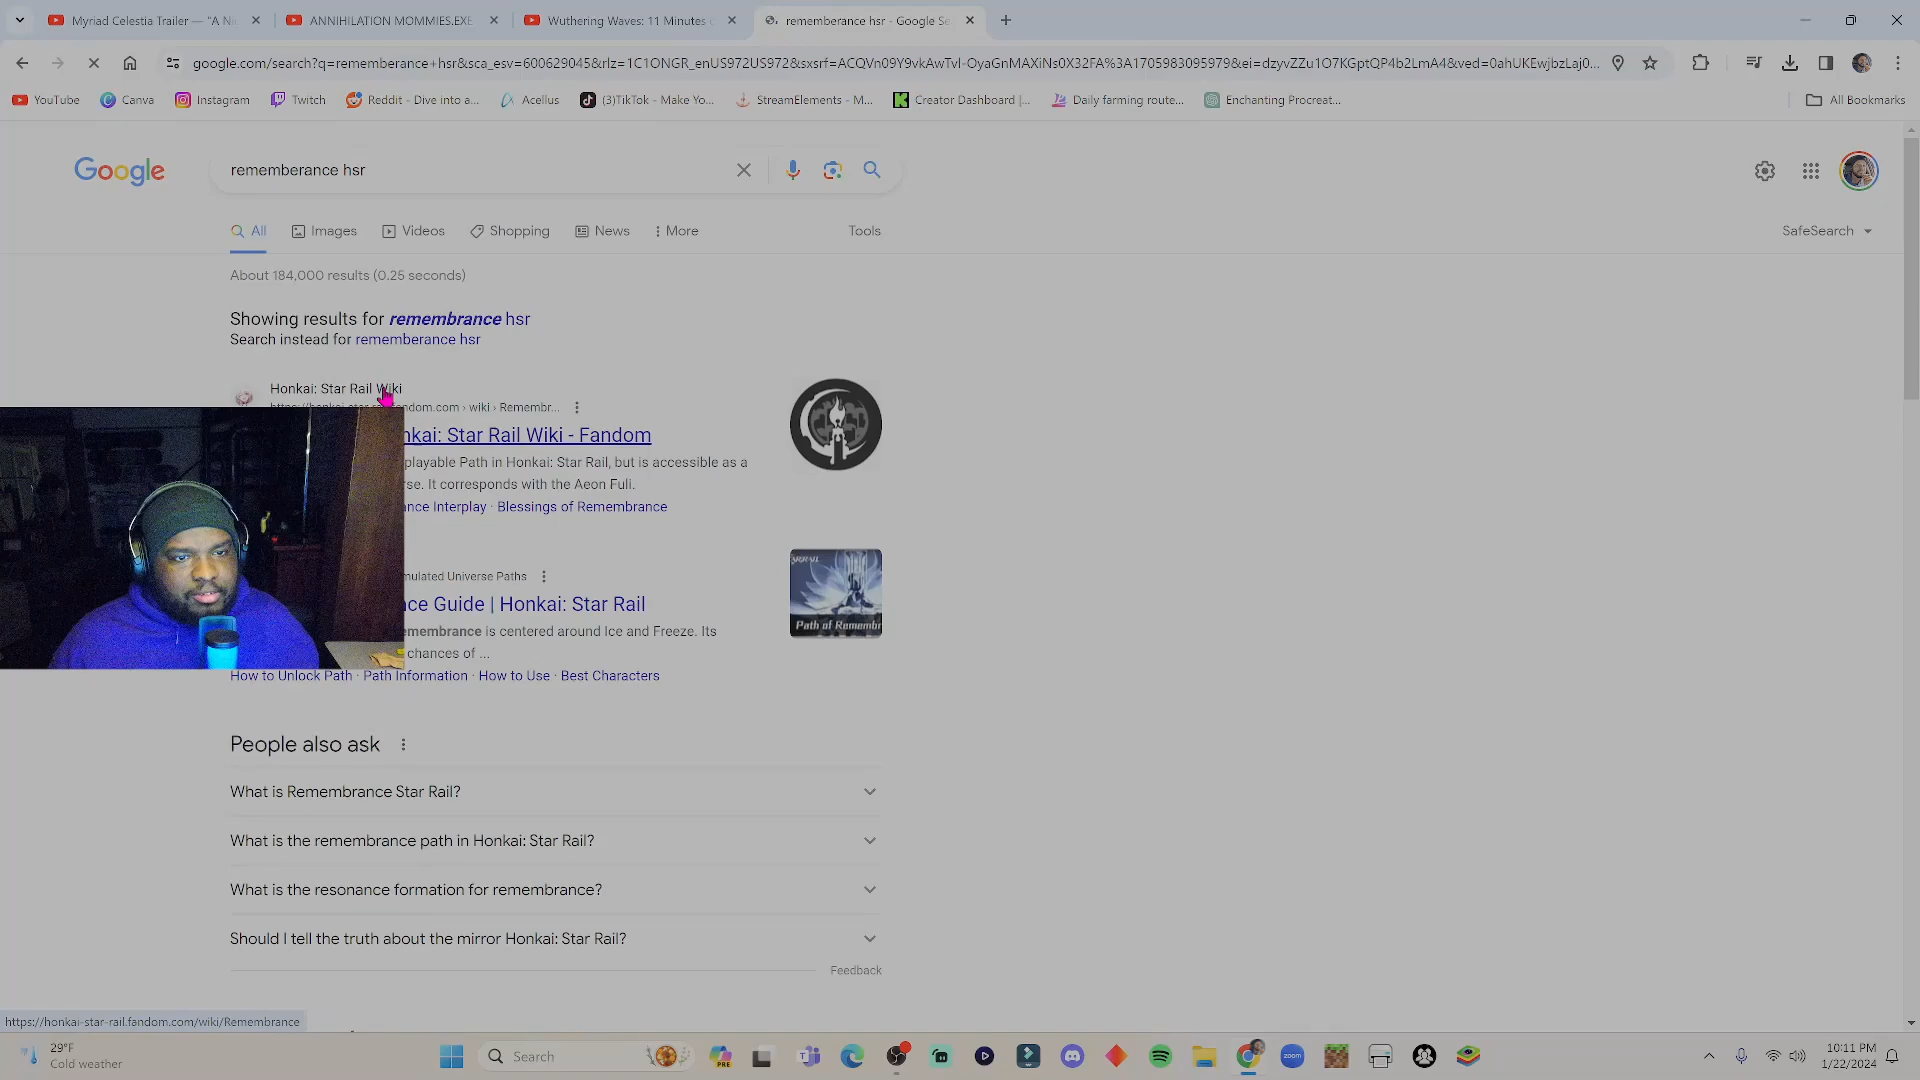 Myriad Celestia Trailer — "A Ni
ANNIHILATION MOMMIES.EXE
Wuthering Waves: 11 Minutes o
rememberance hsr - Google Se
google.com/search?q=rememberance+hsr&sca_esv=600629045&rlz=1C1ONGR_enUS972US972&sxsrf=ACQVn09Y9vkAwTvl-OyaGnMAXiNs0X32FA%3A1705983095979&ei=dzyvZZu1O7KGptQP4b2LmA4&ved=0ahUKEwjbzLaj0...
YouTube
Canva
Instagram
Twitch
Reddit - Dive into a...
Acellus
(3)TikTok - Make Yo...
StreamElements - M...
Creator Dashboard |...
Daily farming route...
Enchanting Procreat...
All Bookmarks
Google
rememberance hsr
All
Images
Videos
Shopping
News
More
Tools
SafeSearch
About 184,000 results (0.25 seconds)
Showing results for remembrance hsr
Search instead for rememberance hsr
Honkai: Star Rail Wiki
fandom.com › wiki › Remembr...
nkai: Star Rail Wiki - Fandom
playable Path in Honkai: Star Rail, but is accessible as a
rse. It corresponds with the Aeon Fuli.
ance Interplay · Blessings of Remembrance
mulated Universe Paths
ce Guide | Honkai: Star Rail
emembrance is centered around Ice and Freeze. Its
chances of ...
How to Unlock Path · Path Information · How to Use · Best Characters
Path of Remembr
People also ask
What is Remembrance Star Rail?
What is the remembrance path in Honkai: Star Rail?
What is the resonance formation for remembrance?
Should I tell the truth about the mirror Honkai: Star Rail?
Feedback
https://honkai-star-rail.fandom.com/wiki/Remembrance
29°F
Cold weather
Search
PRE
zoom
10:11 PM
1/22/2024